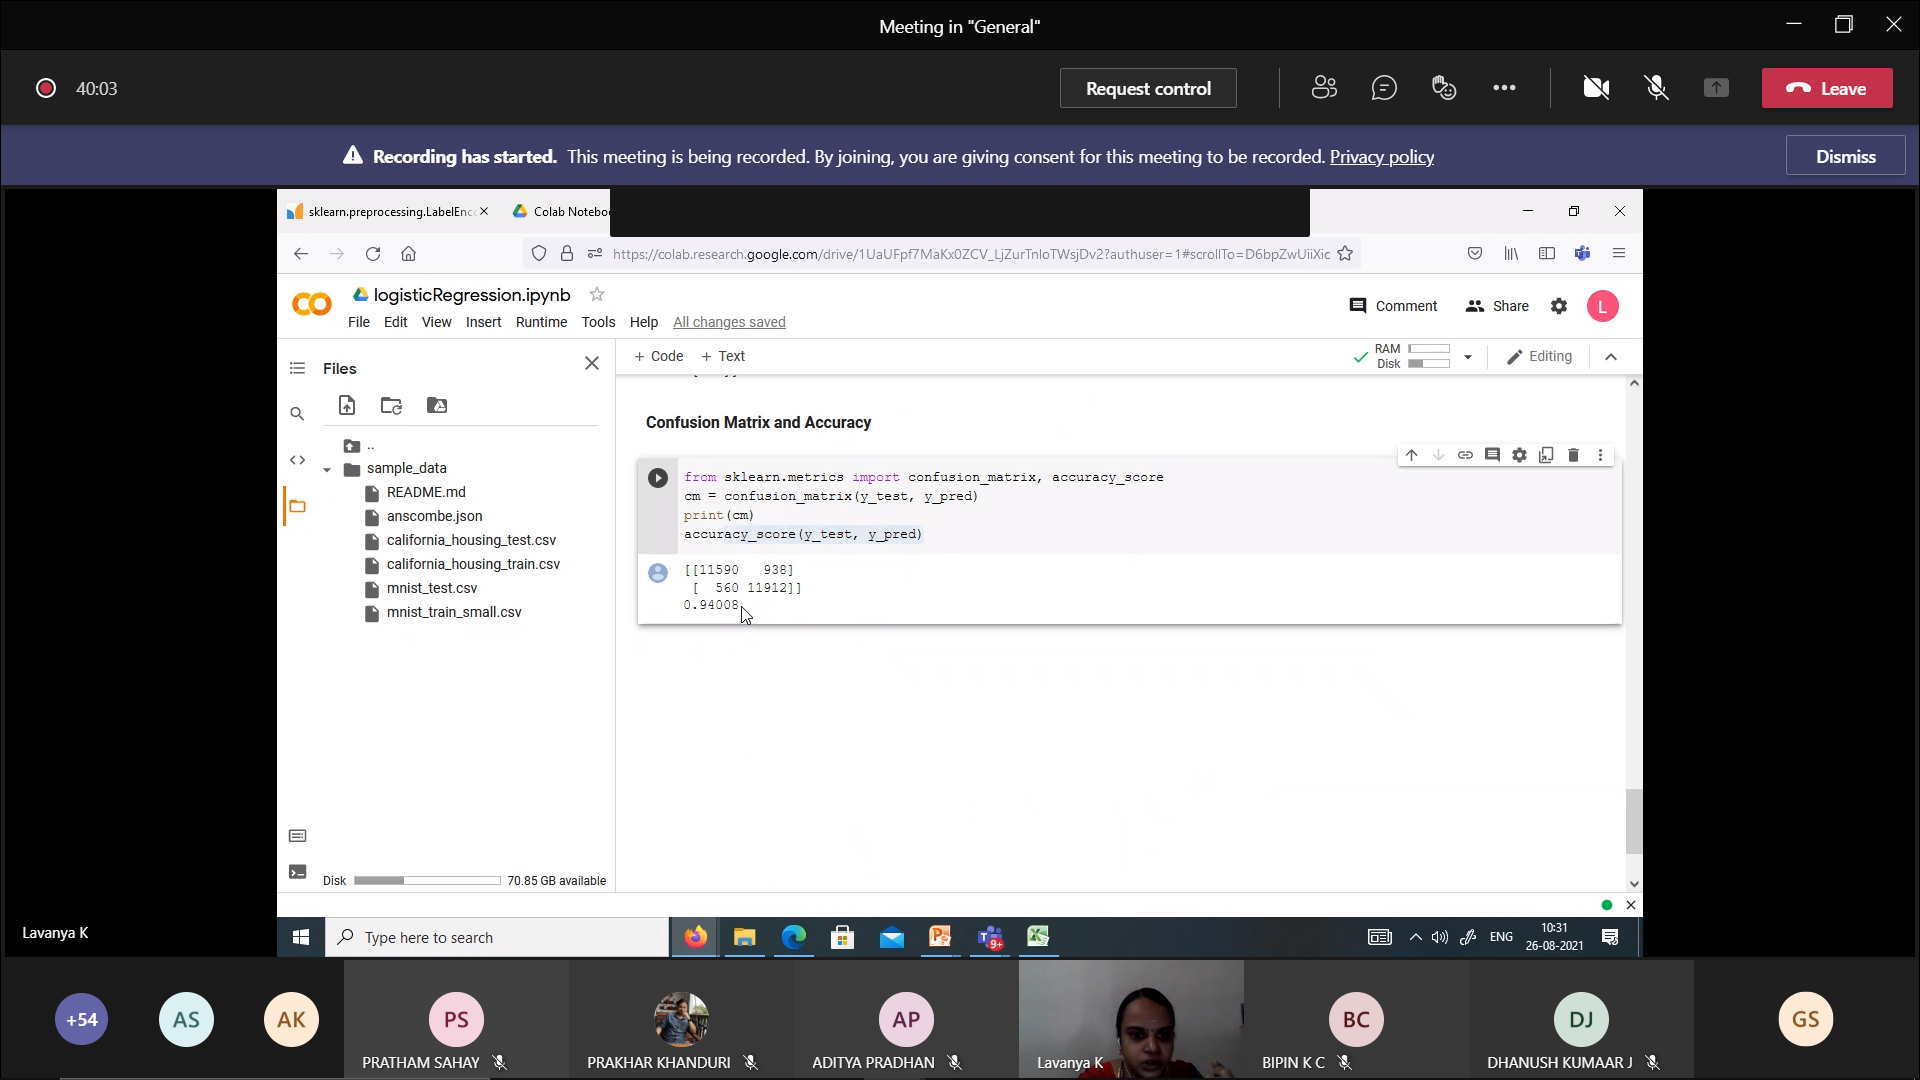 Meeting in "General"
40:03
Request control
Leave
Recording has started. This meeting is being recorded. By joining, you are giving consent for this meeting to be recorded. Privacy policy
Dismiss
sklearn.preprocessing.LabelEnc
Colab Notebo
https://colab.research.google.com/drive/1UaUFpf7MaKx0ZCV_LjZurTnloTWsjDv2?authuser=1#scrollTo=D6bpZwUiiXic
logisticRegression.ipynb
Comment
Share
L
File Edit View Insert Runtime Tools Help All changes saved
Files
+ Code + Text
RAM
Disk
Editing
Confusion Matrix and Accuracy
..
sample_data
README.md
anscombe.json
california_housing_test.csv
california_housing_train.csv
mnist_test.csv
mnist_train_small.csv
from sklearn.metrics import confusion_matrix, accuracy_score
cm = confusion_matrix(y_test, y_pred)
print(cm)
accuracy_score(y_test, y_pred)
[[11590   938]
 [  560 11912]]
0.94008
Disk 70.85 GB available
Lavanya K
Type here to search
9+
ENG
10:31
26-08-2021
+54
AS
AK
PS
PRATHAM SAHAY
PRAKHAR KHANDURI
AP
ADITYA PRADHAN
Lavanya K
BC
BIPIN K C
DJ
DHANUSH KUMAAR J
GS